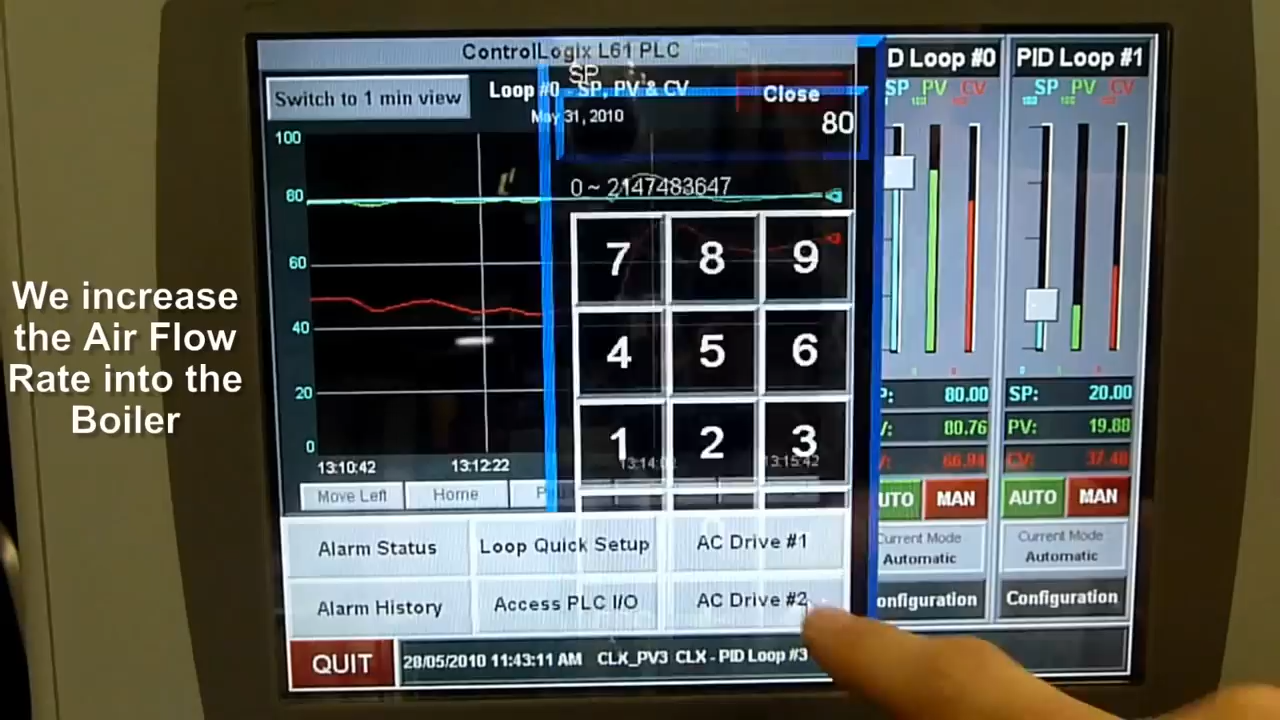 ControlLogix L61 PLC
Switch to 1 min view
Loop #0 - SP, PV & CV
May 31, 2010
SP
Close
80
0 ~ 2147483647
100
80
60
40
20
0
7 8 9
4 5 6
1 2 3
13:10:42 13:12:22 13:15:42
Move Left Home
Alarm Status Loop Quick Setup AC Drive #1
Alarm History Access PLC I/O AC Drive #2
QUIT 28/05/2010 11:43:11 AM CLX_PV3 CLX - PID Loop #3
D Loop #0
SP PV CV
P: 80.00
V: 80.76
V: 66.94
UTO MAN
Current Mode
Automatic
onfiguration
PID Loop #1
SP PV CV
SP: 20.00
PV: 19.88
CV: 37.48
AUTO MAN
Current Mode
Automatic
Configuration
We increase
the Air Flow
Rate into the
Boiler